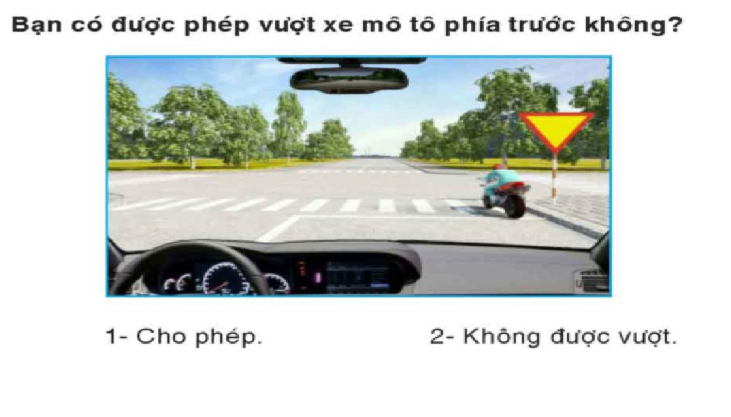 Bạn có được phép vượt xe mô tô phía trước không?
1- Cho phép.
2- Không được vượt.